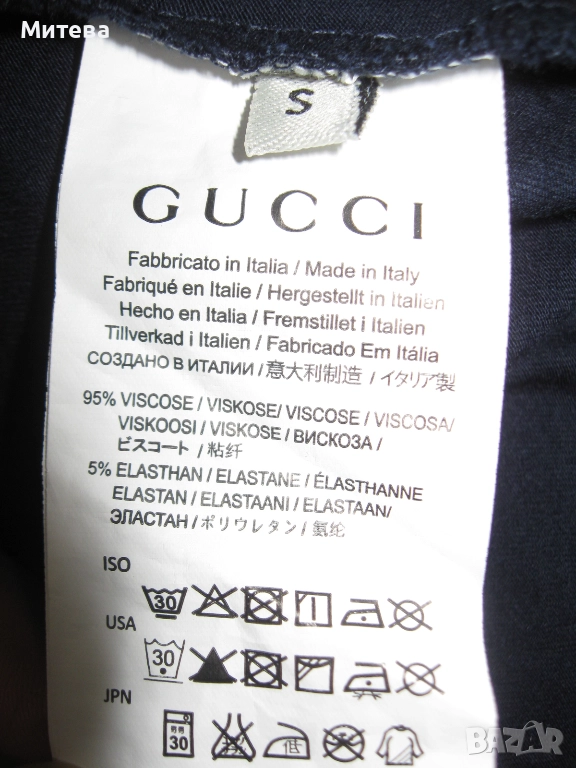 Митева
S
GUCCI
Fabbricato in Italia / Made in Italy
Fabriqué en Italie / Hergestellt in Italien
Hecho en Italia / Fremstillet i Italien
Tillverkad i Italien / Fabricado Em Itália
СОЗДАНО В ИТАЛИИ / 意大利制造 / イタリア製
95% VISCOSE / VISKOSE/ VISCOSE / VISCOSA/
VISKOOSI / VISKOSE / ВИСКОЗА /
ビスコート / 粘纤
5% ELASTHAN / ELASTANE / ÉLASTHANNE
ELASTAN / ELASTAANI / ELASTAAN/
ЭЛАСТАН / ポリウレタン / 氨纶
ISO
30
USA
30
JPN
30 低
BAZAR